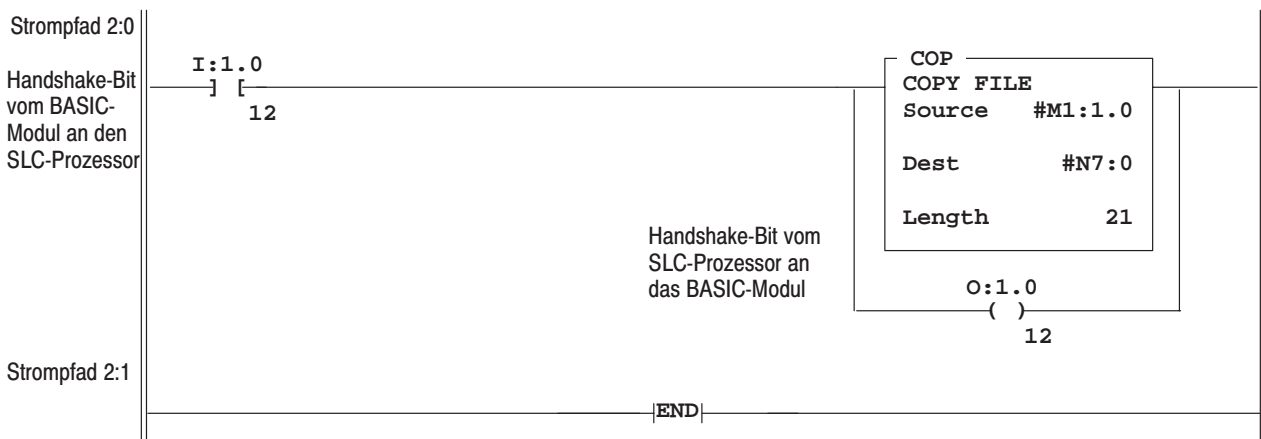 Strompfad 2:0
Handshake-Bit
vom BASIC-
Modul an den
SLC-Prozessor
I:1.0
] [
12
COP
COPY FILE
Source #M1:1.0
Dest #N7:0
Length 21
Handshake-Bit vom
SLC-Prozessor an
das BASIC-Modul
O:1.0
( )
12
Strompfad 2:1
END